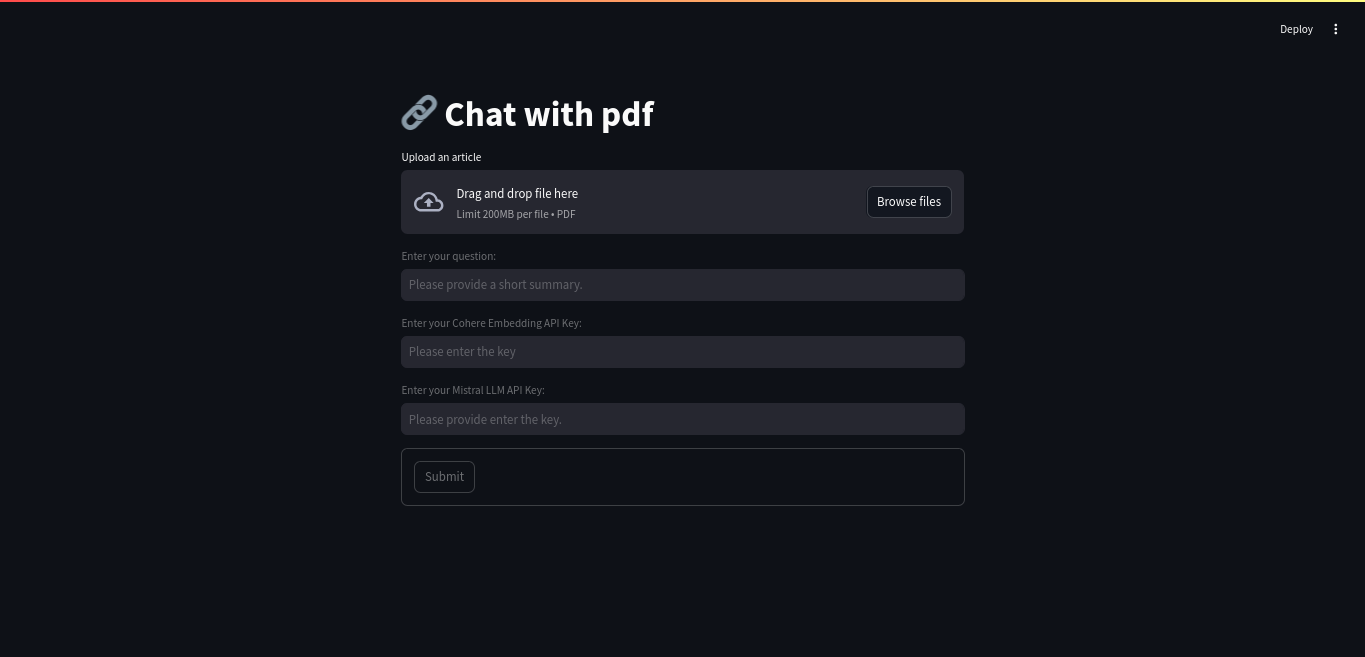 Deploy
Chat with pdf
Upload an article
Drag and drop file here
Limit 200MB per file • PDF
Browse files
Enter your question:
Please provide a short summary.
Enter your Cohere Embedding API Key:
Please enter the key
Enter your Mistral LLM API Key:
Please provide enter the key.
Submit